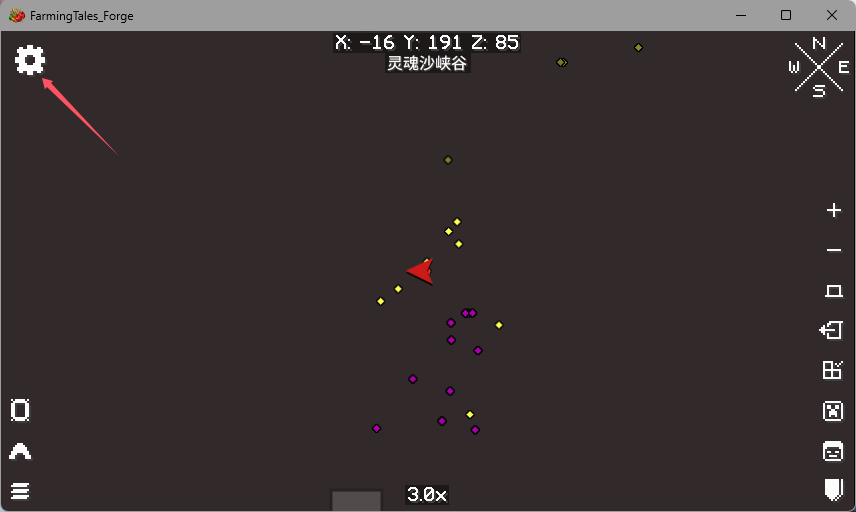 FarmingTales_Forge
X: -16 Y: 191 Z: 85
灵魂沙峡谷
N
W E
S
3.0x